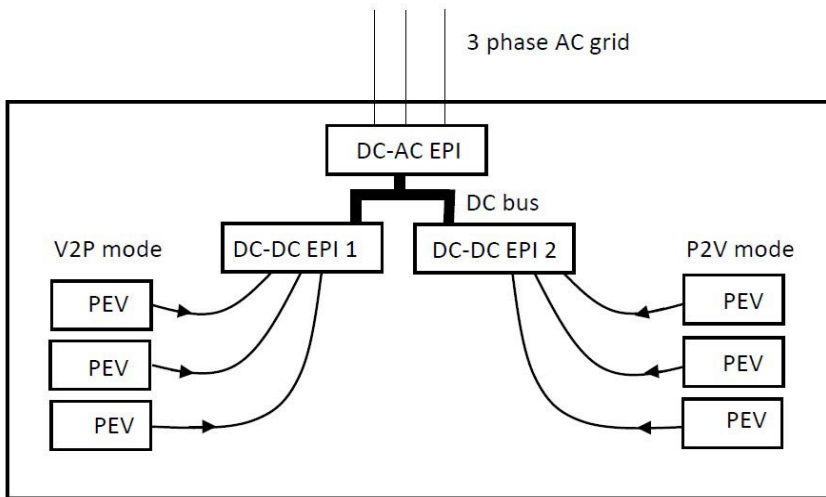 3 phase AC grid
DC-AC EPI
DC bus
V2P mode
DC-DC EPI 1
DC-DC EPI 2
P2V mode
PEV
PEV
PEV
PEV
PEV
PEV